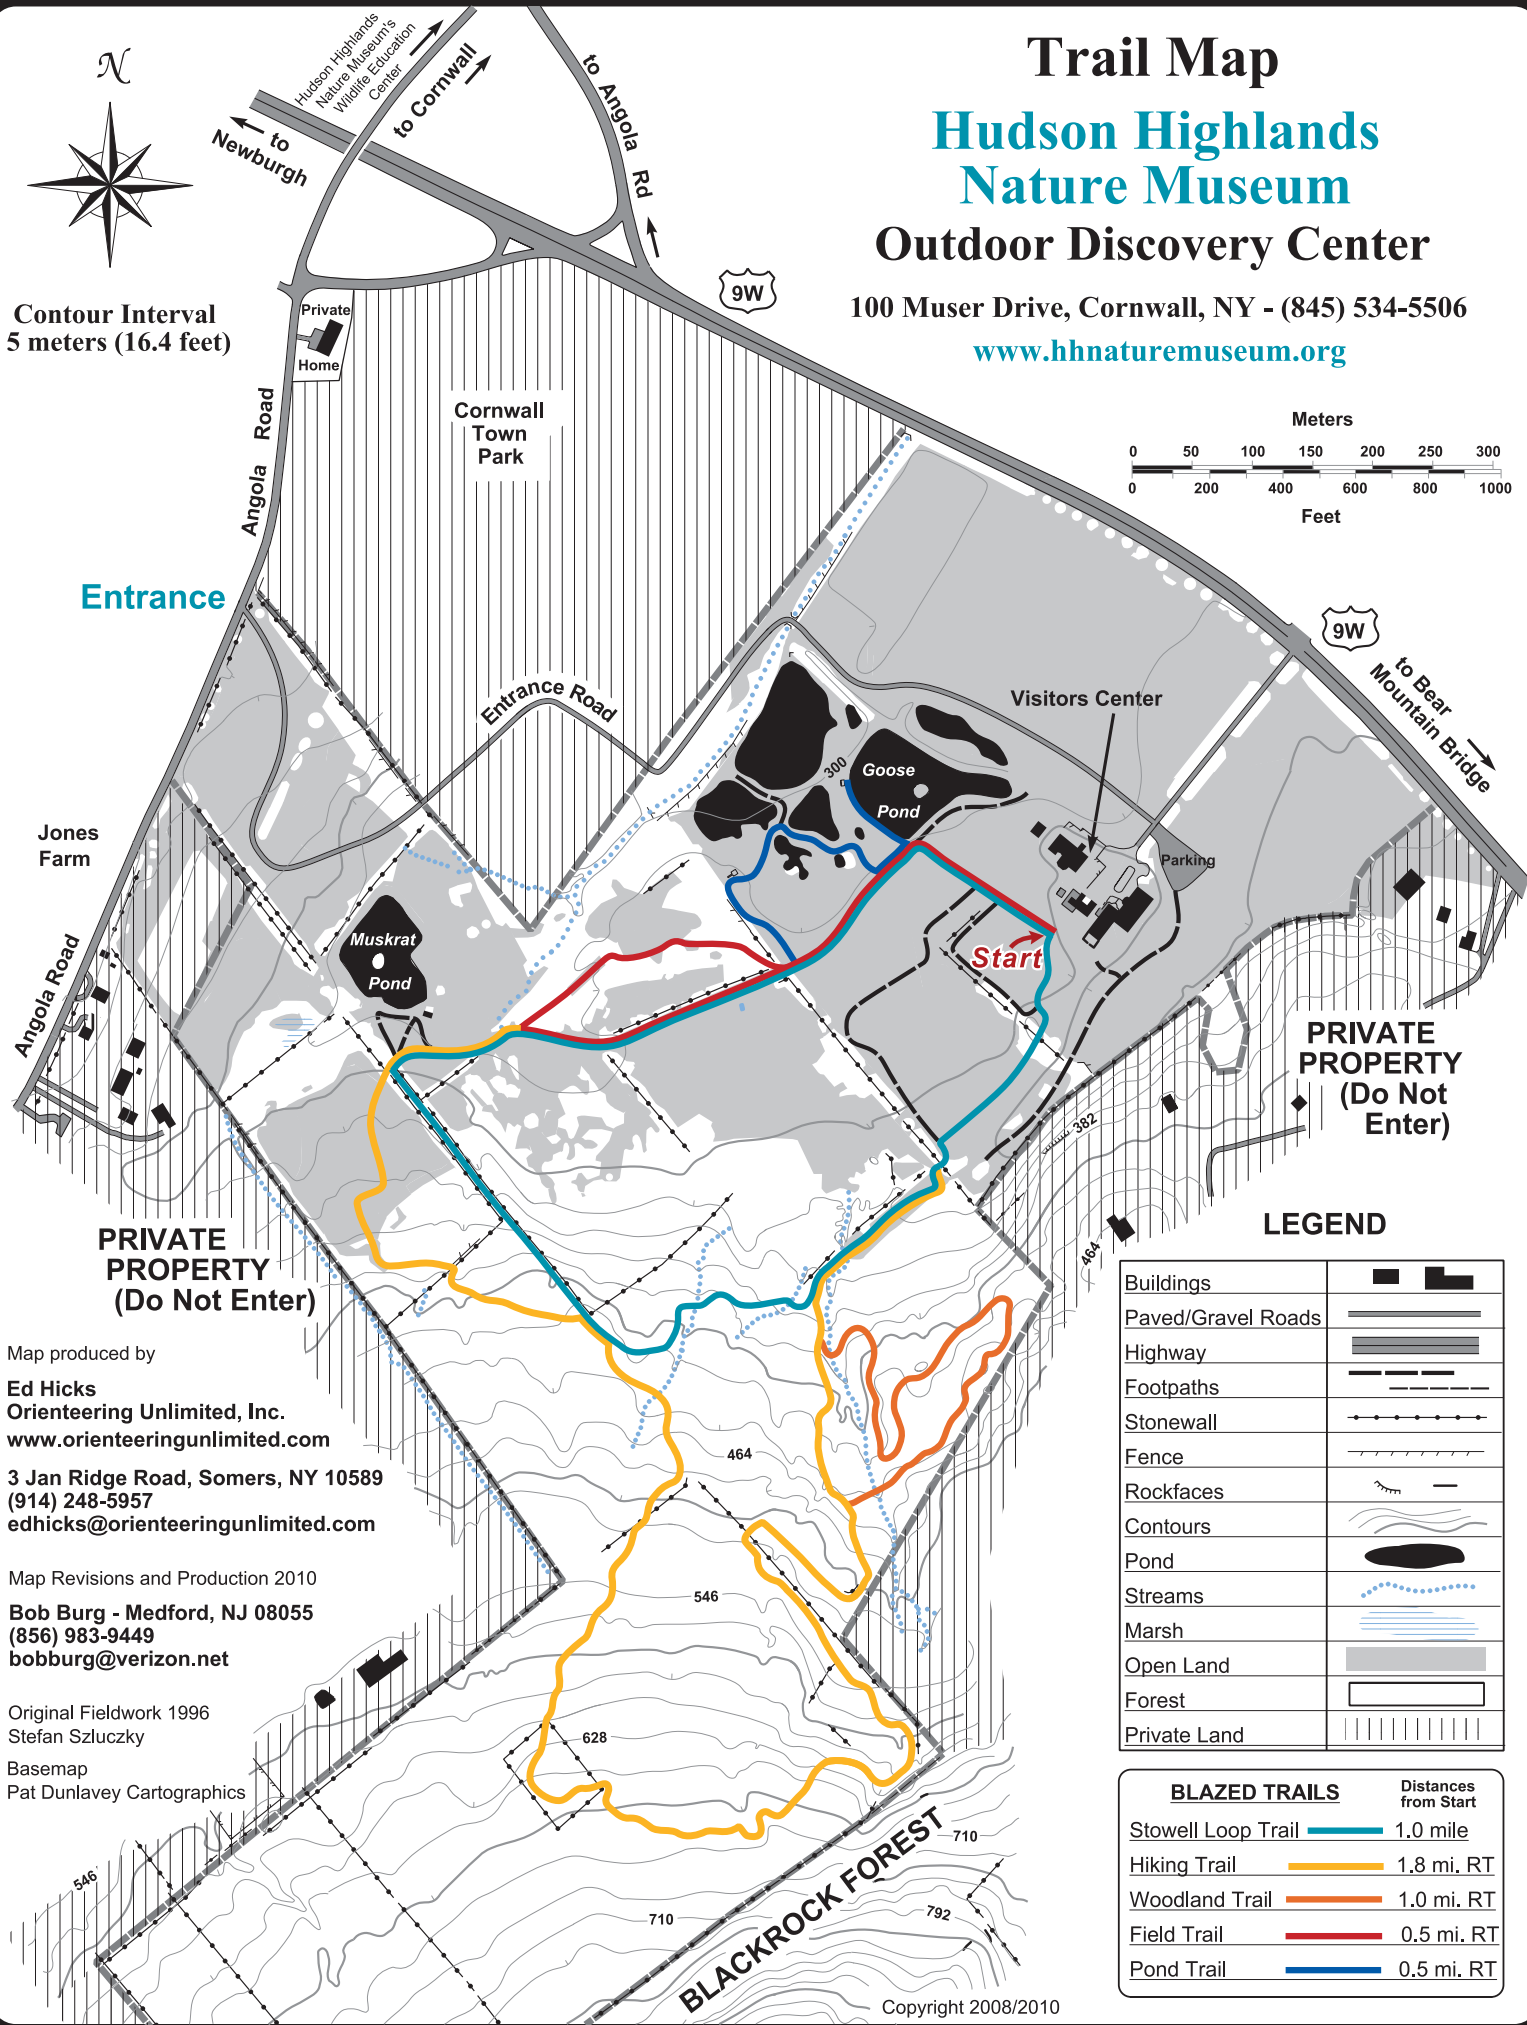 N
Hudson Highlands
Nature Museum's
Wildlife Education
Center
to Cornwall
to
Newburgh
to Angola Rd
Trail Map
Hudson Highlands
Nature Museum
Outdoor Discovery Center
100 Muser Drive, Cornwall, NY - (845) 534-5506
www.hhnaturemuseum.org
9W
Contour Interval
5 meters (16.4 feet)
Private
Home
Angola Road
Cornwall
Town
Park
Meters
0 50 100 150 200 250 300
0 200 400 600 800 1000
Feet
Entrance
9W
to Bear
Mountain Bridge
Entrance Road
Visitors Center
300
Goose
Pond
Jones
Farm
Parking
Muskrat
Pond
Start
Angola Road
PRIVATE
PROPERTY
(Do Not
Enter)
382
464
PRIVATE
PROPERTY
(Do Not Enter)
Map produced by
Ed Hicks
Orienteering Unlimited, Inc.
www.orienteeringunlimited.com
3 Jan Ridge Road, Somers, NY 10589
(914) 248-5957
edhicks@orienteeringunlimited.com
Map Revisions and Production 2010
Bob Burg - Medford, NJ 08055
(856) 983-9449
bobburg@verizon.net
Original Fieldwork 1996
Stefan Szluczky
Basemap
Pat Dunlavey Cartographics
464
546
628
546
710
710
792
BLACKROCK FOREST
Copyright 2008/2010
LEGEND
Buildings
Paved/Gravel Roads
Highway
Footpaths
Stonewall
Fence
Rockfaces
Contours
Pond
Streams
Marsh
Open Land
Forest
Private Land
BLAZED TRAILS
Distances
from Start
Stowell Loop Trail 1.0 mile
Hiking Trail 1.8 mi. RT
Woodland Trail 1.0 mi. RT
Field Trail 0.5 mi. RT
Pond Trail 0.5 mi. RT